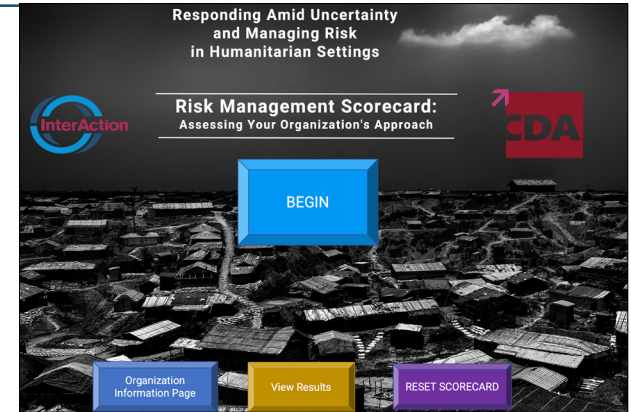 Responding Amid Uncertainty
and Managing Risk
in Humanitarian Settings
InterAction
Risk Management Scorecard:
Assessing Your Organization's Approach
CDA
BEGIN
Organization
Information Page
View Results
RESET SCORECARD